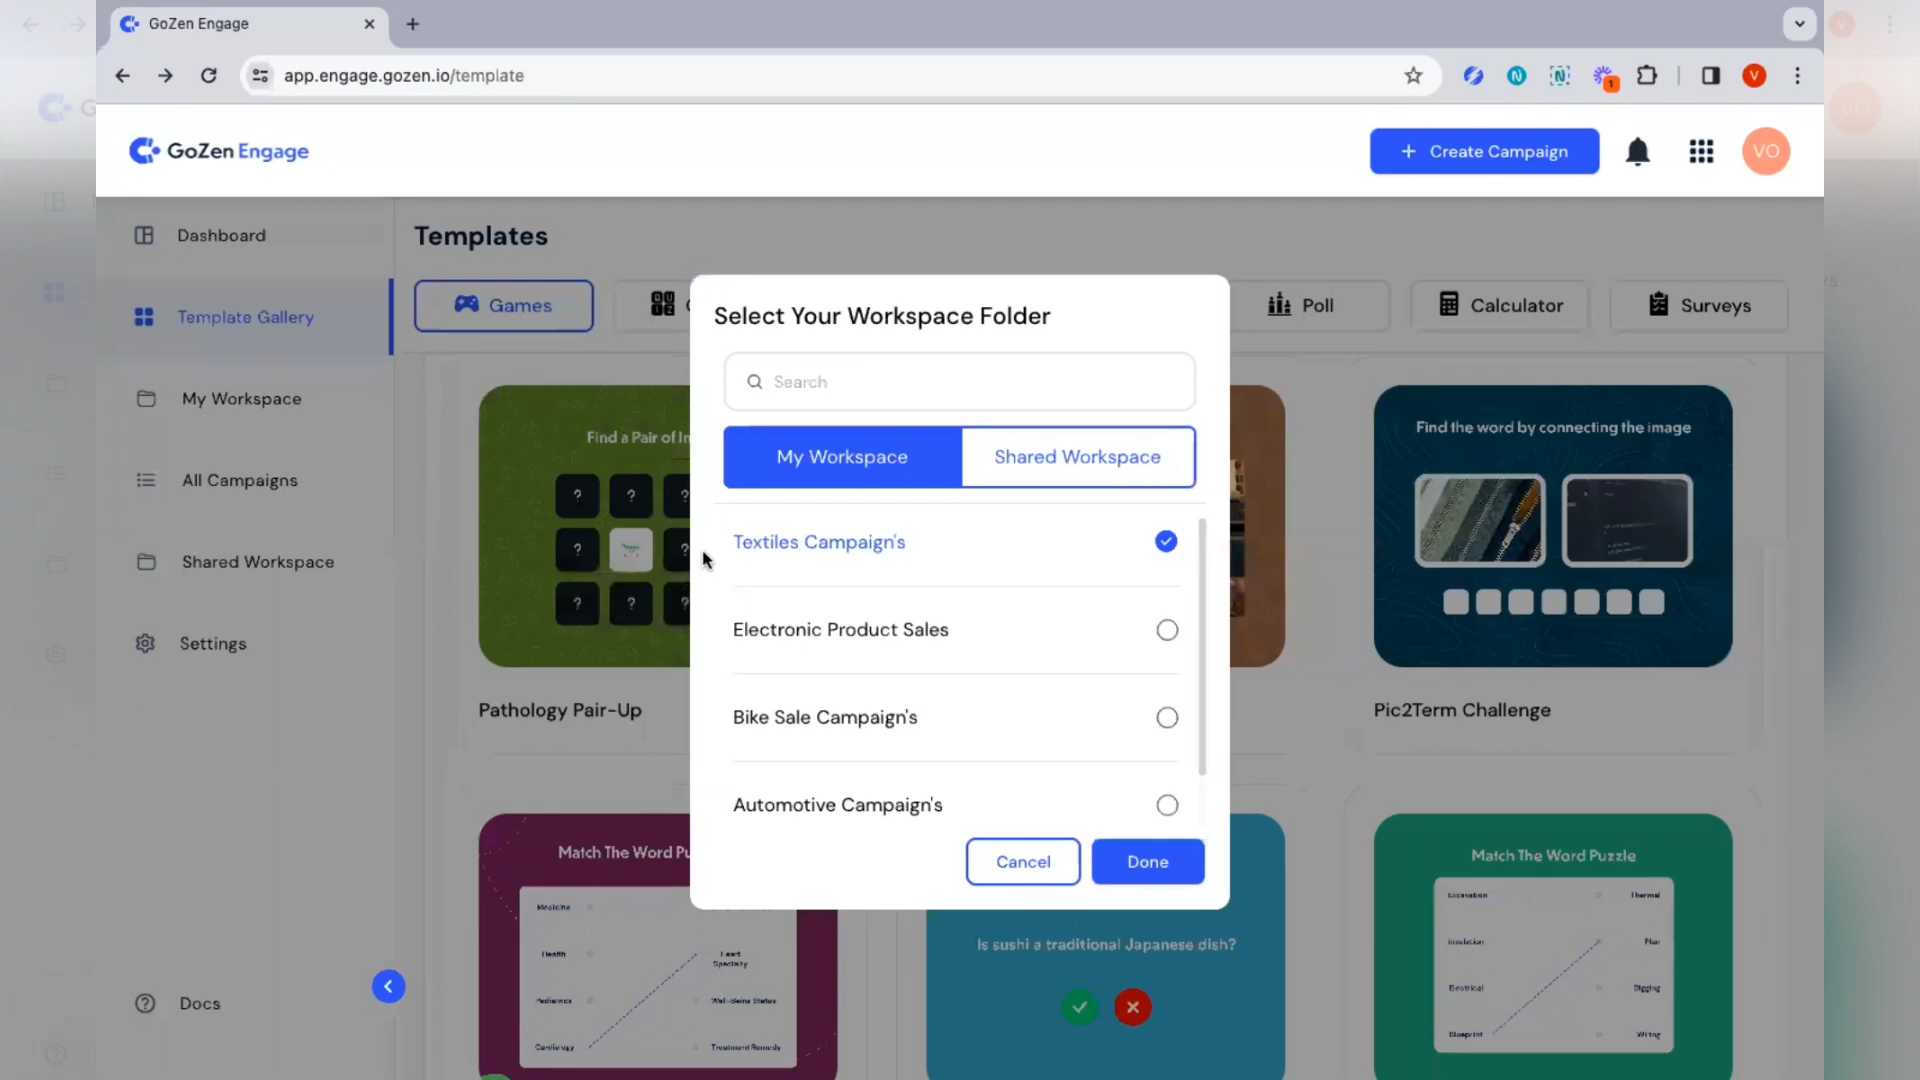 GoZen Engage
app.engage.gozen.io/template
V
1
GoZen Engage
+ Create Campaign
VO
Dashboard
Template Gallery
My Workspace
All Campaigns
Shared Workspace
Settings
Docs
Templates
Games
Poll
Calculator
Surveys
Select Your Workspace Folder
Search
My Workspace
Shared Workspace
Textiles Campaign's
Electronic Product Sales
Bike Sale Campaign's
Automotive Campaign's
Cancel
Done
Find a Pair of
? ? ?
? ?
? ? ?
Find the word by connecting the image
Pathology Pair-Up
Pic2Term Challenge
Match The Word
Medicine
Health
Heart
Specialty
Pediatrics
Well-Being Status
Cardiology
Treatment Remedy
Is sushi a traditional Japanese dish?
Match The Word Puzzle
Excavation
Thermal
Insulation
Plan
Electrical
Digging
Blueprint
Wiring